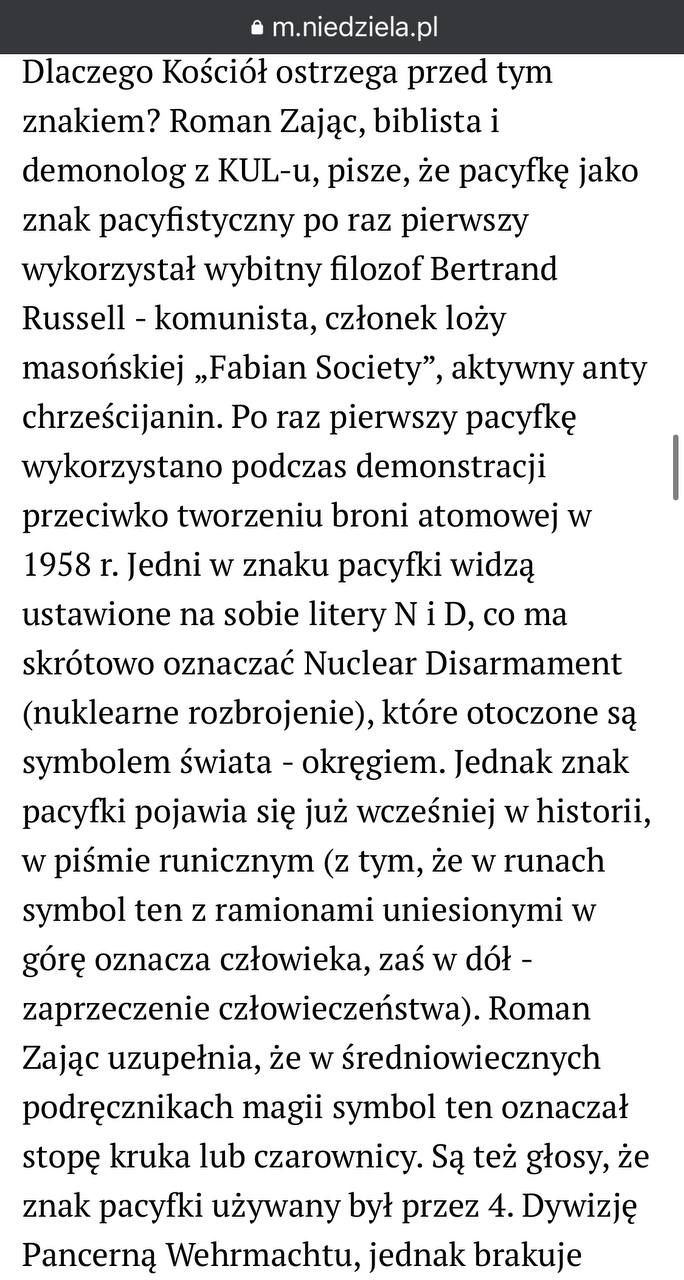 m.niedziela.pl
Dlaczego Kościół ostrzega przed tym
znakiem? Roman Zając, biblista i
demonolog z KUL-u, pisze, że pacyfkę jako
znak pacyfistyczny po raz pierwszy
wykorzystał wybitny filozof Bertrand
Russell - komunista, członek loży
masońskiej „Fabian Society”, aktywny anty
chrześcijanin. Po raz pierwszy pacyfkę
wykorzystano podczas demonstracji
przeciwko tworzeniu broni atomowej w
1958 r. Jedni w znaku pacyfki widzą
ustawione na sobie litery N i D, co ma
skrótowo oznaczać Nuclear Disarmament
(nuklearne rozbrojenie), które otoczone są
symbolem świata - okręgiem. Jednak znak
pacyfki pojawia się już wcześniej w historii,
w piśmie runicznym (z tym, że w runach
symbol ten z ramionami uniesionymi w
górę oznacza człowieka, zaś w dół -
zaprzeczenie człowieczeństwa). Roman
Zając uzupełnia, że w średniowiecznych
podręcznikach magii symbol ten oznaczał
stopę kruka lub czarownicy. Są też głosy, że
znak pacyfki używany był przez 4. Dywizję
Pancerną Wehrmachtu, jednak brakuje